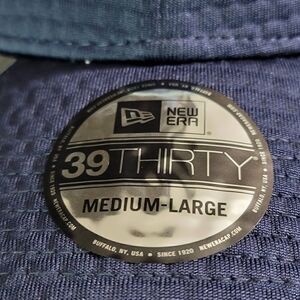 NEW
ERA
39THIRTY®
MEDIUM-LARGE
BUFFALO, NY, USA • SINCE 1920 • NEWERACAP.COM